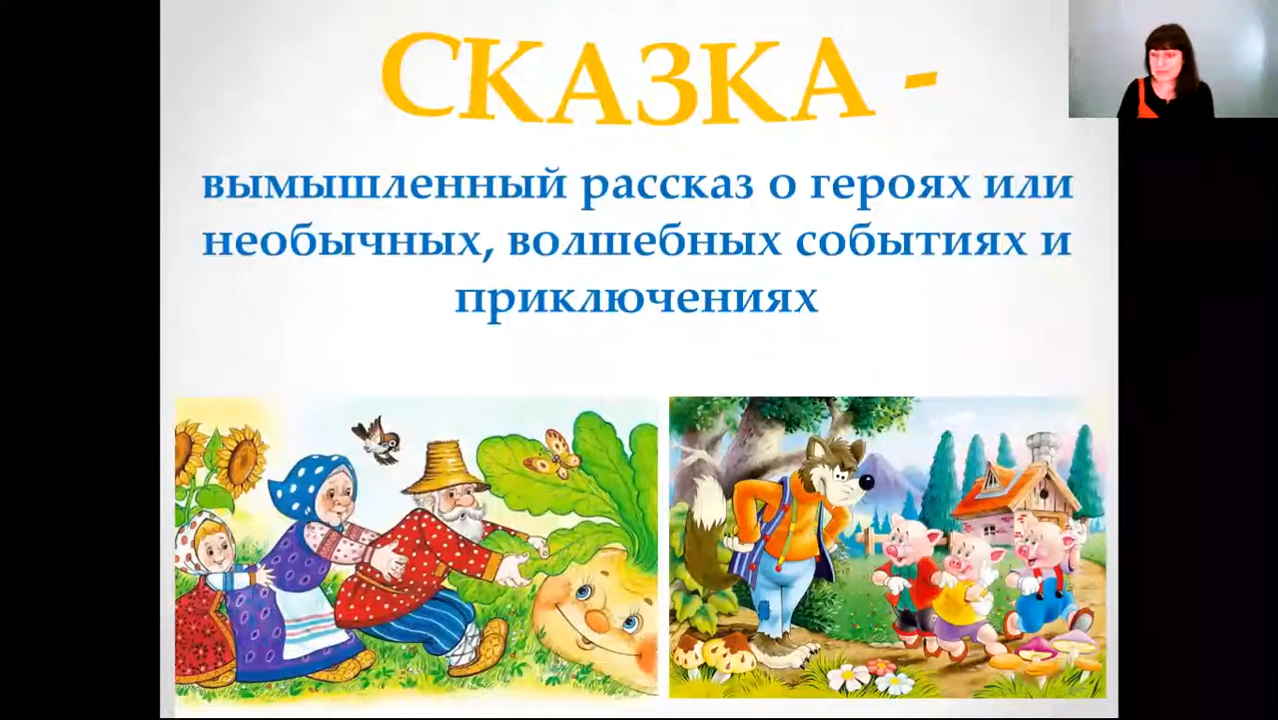 СКАЗКА -
вымышленный рассказ о героях или
необычных, волшебных событиях и
приключениях